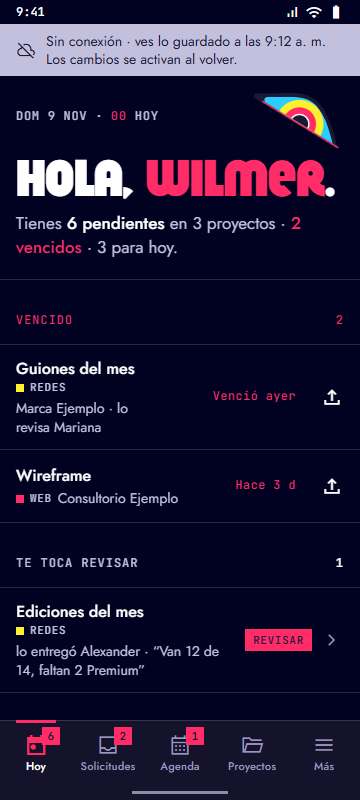 9:41
Sin conexión · ves lo guardado a las 9:12 a. m.
Los cambios se activan al volver.
DOM 9 NOV · 00 HOY
HOLA, WILMER.
Tienes 6 pendientes en 3 proyectos · 2
vencidos · 3 para hoy.
VENCIDO 2
Guiones del mes
REDES
Venció ayer
Marca Ejemplo · lo
revisa Mariana
Wireframe
Hace 3 d
WEB Consultorio Ejemplo
TE TOCA REVISAR 1
Ediciones del mes
REDES
REVISAR
lo entregó Alexander · “Van 12 de
14, faltan 2 Premium”
6 2 1
Hoy Solicitudes Agenda Proyectos Más